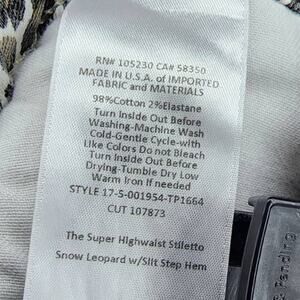 RN# 105230 CA# 58350
MADE IN U.S.A. of IMPORTED
FABRIC and MATERIALS
98%Cotton 2%Elastane
Turn Inside Out Before
Washing-Machine Wash
Cold-Gentle Cycle-with
Like Colors Do not Bleach
Turn Inside Out Before
Drying-Tumble Dry Low
Warm Iron if needed
STYLE 17-5-001954-TP1664
CUT 107873
The Super Highwaist Stiletto
Snow Leopard w/Slit Step Hem
Pending